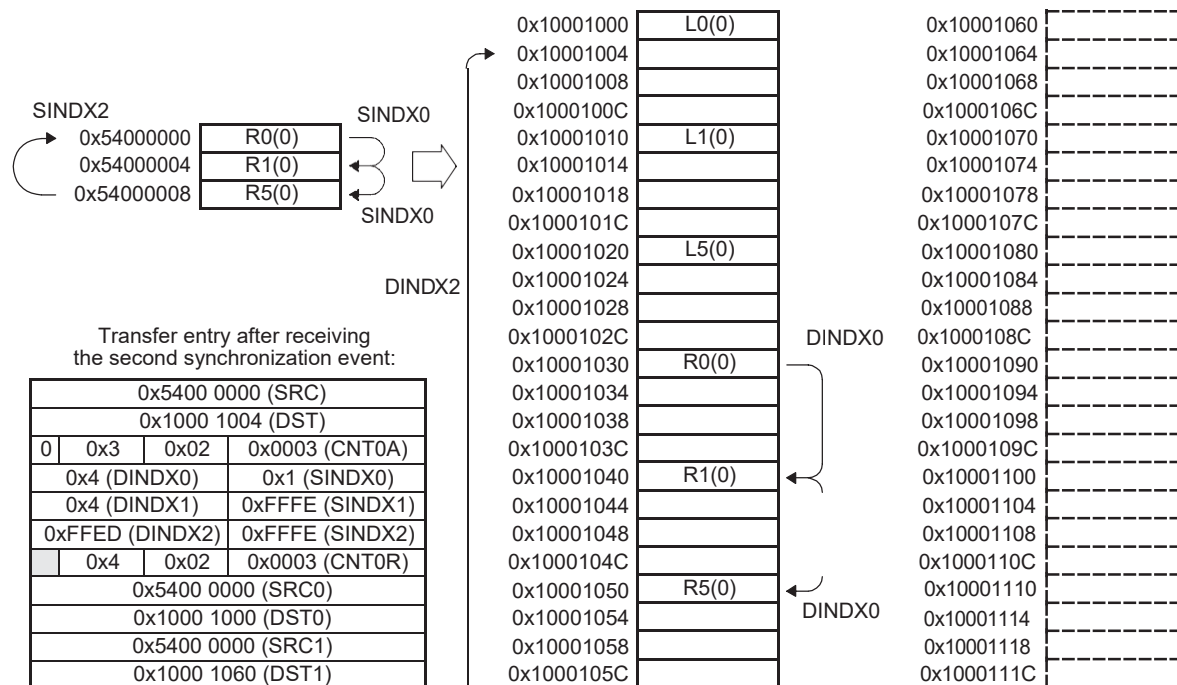 SINDX2
SINDX0
0x54000000 R0(0)
0x54000004 R1(0)
0x54000008 R5(0)
SINDX0
DINDX2
Transfer entry after receiving
the second synchronization event:
0x5400 0000 (SRC)
0x1000 1004 (DST)
0 0x3 0x02 0x0003 (CNT0A)
0x4 (DINDX0) 0x1 (SINDX0)
0x4 (DINDX1) 0xFFFE (SINDX1)
0xFFED (DINDX2) 0xFFFE (SINDX2)
0x4 0x02 0x0003 (CNT0R)
0x5400 0000 (SRC0)
0x1000 1000 (DST0)
0x5400 0000 (SRC1)
0x1000 1060 (DST1)
0x10001000 L0(0)
0x10001004
0x10001008
0x1000100C
0x10001010 L1(0)
0x10001014
0x10001018
0x1000101C
0x10001020 L5(0)
0x10001024
0x10001028
0x1000102C
0x10001030 R0(0)
0x10001034
0x10001038
0x1000103C
0x10001040 R1(0)
0x10001044
0x10001048
0x1000104C
0x10001050 R5(0)
0x10001054
0x10001058
0x1000105C
DINDX0
DINDX0
0x10001060
0x10001064
0x10001068
0x1000106C
0x10001070
0x10001074
0x10001078
0x1000107C
0x10001080
0x10001084
0x10001088
0x1000108C
0x10001090
0x10001094
0x10001098
0x1000109C
0x10001100
0x10001104
0x10001108
0x1000110C
0x10001110
0x10001114
0x10001118
0x1000111C